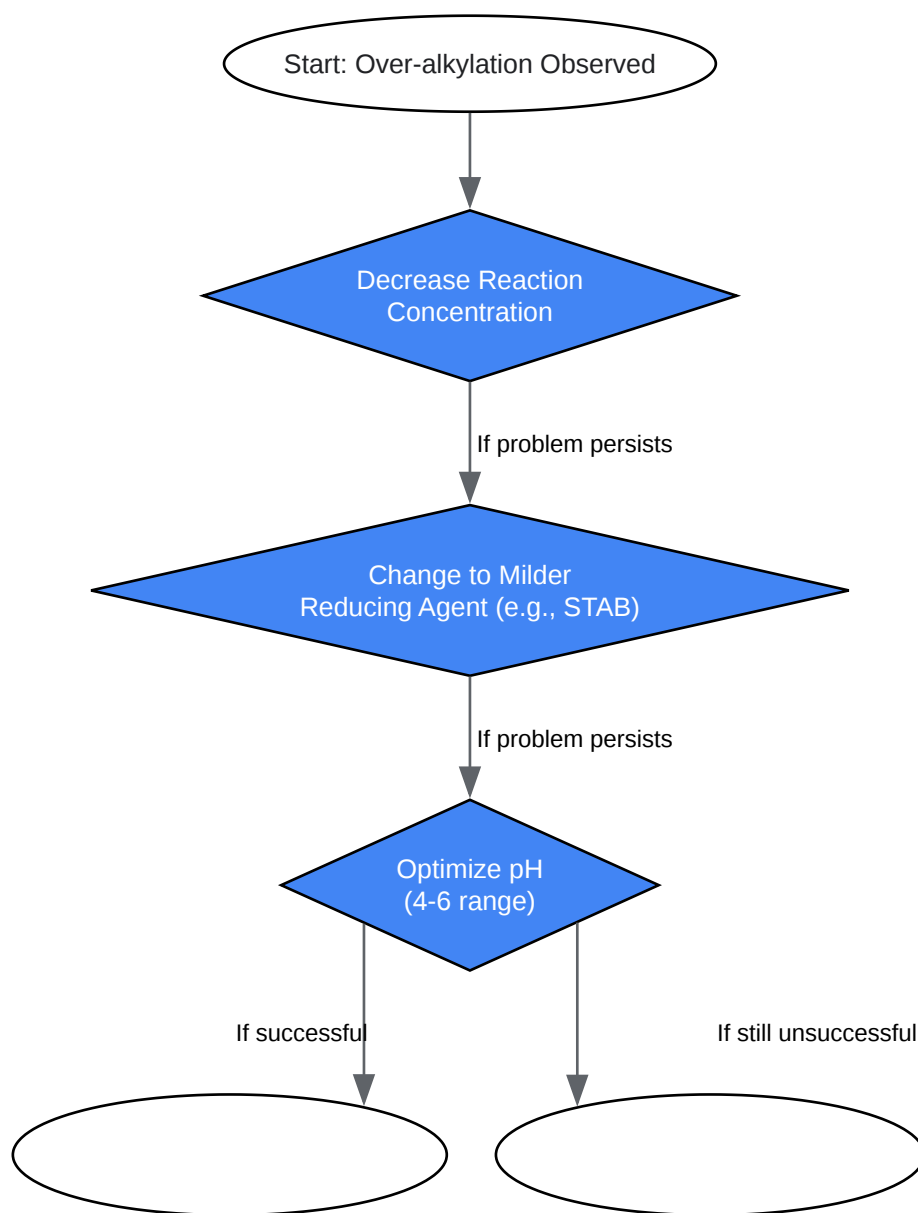 Start: Over-alkylation Observed
Decrease Reaction
Concentration
If problem persists
Change to Milder
Reducing Agent (e.g., STAB)
If problem persists
Optimize pH
(4-6 range)
If successful
If still unsuccessful